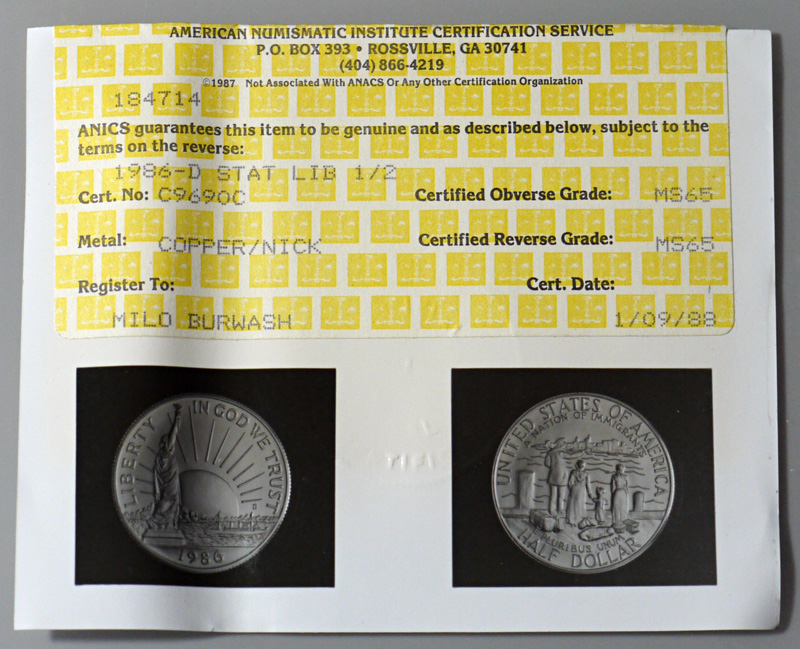 AMERICAN NUMISMATIC INSTITUTE CERTIFICATION SERVICE
P.O. BOX 393 • ROSSVILLE, GA 30741
(404) 866-4219
©1987 Not Associated With ANACS Or Any Other Certification Organization
184714
ANICS guarantees this item to be genuine and as described below, subject to the
terms on the reverse:
1986-D STAT LIB 1/2
Cert. No: C9690C Certified Obverse Grade: MS65
Metal: COPPER/NICK Certified Reverse Grade: MS65
Register To: Cert. Date:
MILO BURWASH 1/09/88
LIBERTY IN GOD WE TRUST
1986
UNITED STATES OF AMERICA
A NATION OF IMMIGRANTS
E PLURIBUS UNUM
HALF DOLLAR